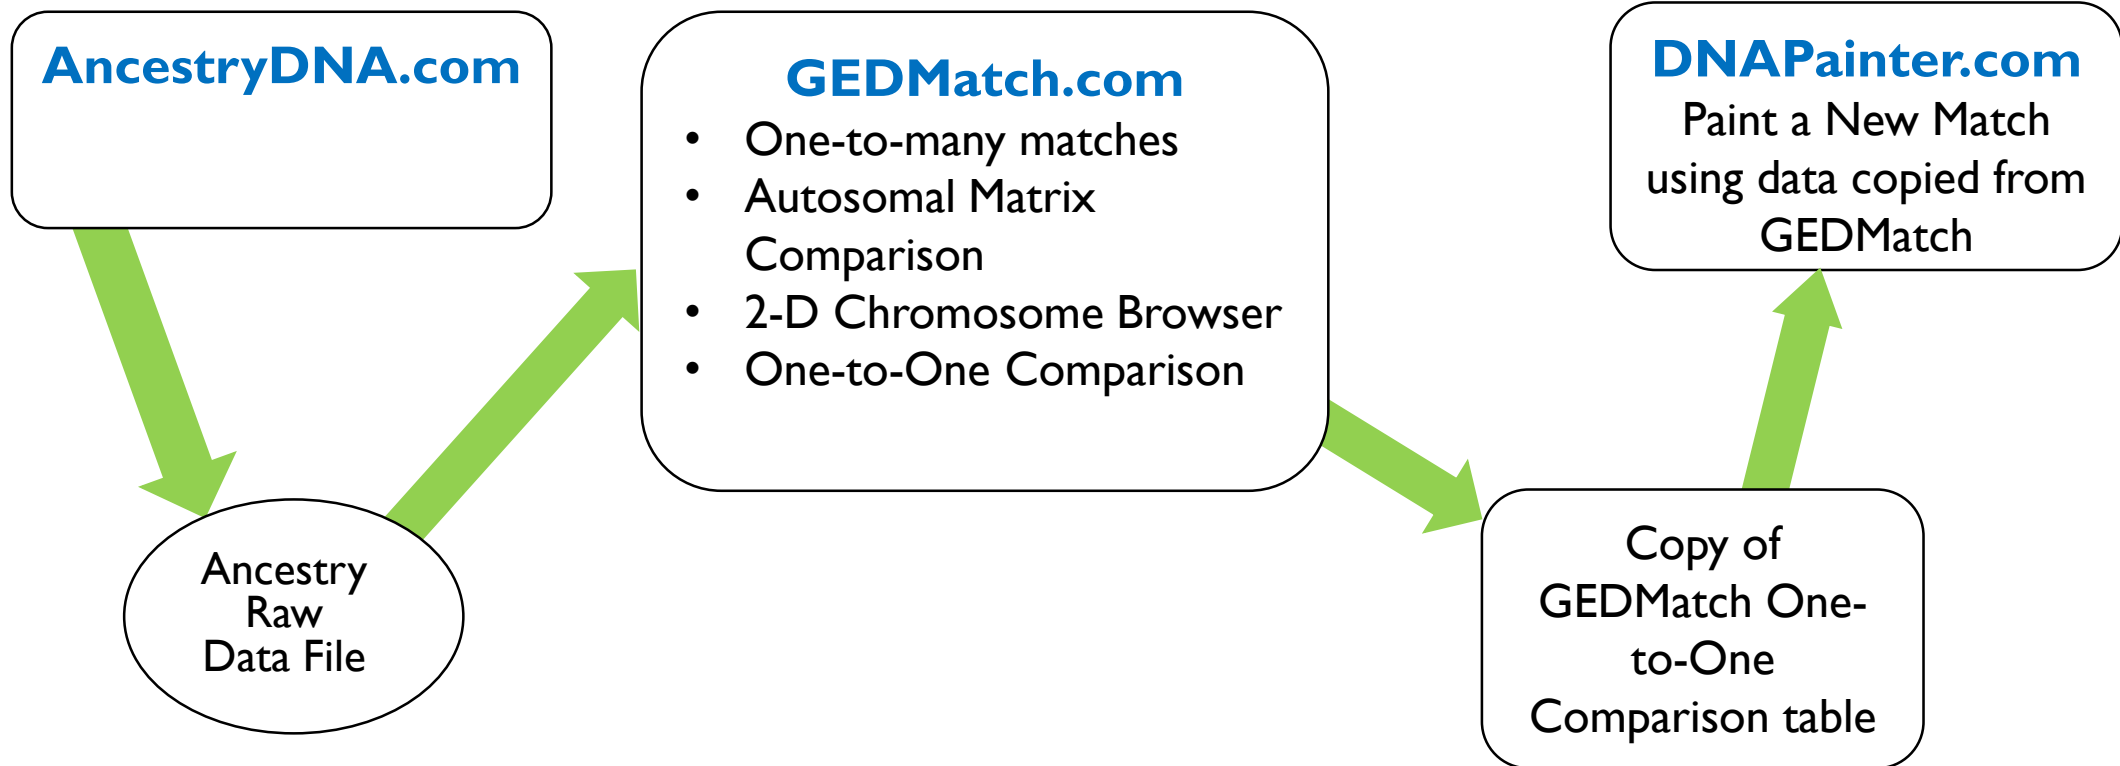 AncestryDNA.com
Ancestry
Raw
Data File
GEDMatch.com
• One-to-many matches
• Autosomal Matrix
Comparison
• 2-D Chromosome Browser
• One-to-One Comparison
Copy of
GEDMatch One-
to-One
Comparison table
DNAPainter.com
Paint a New Match
using data copied from
GEDMatch